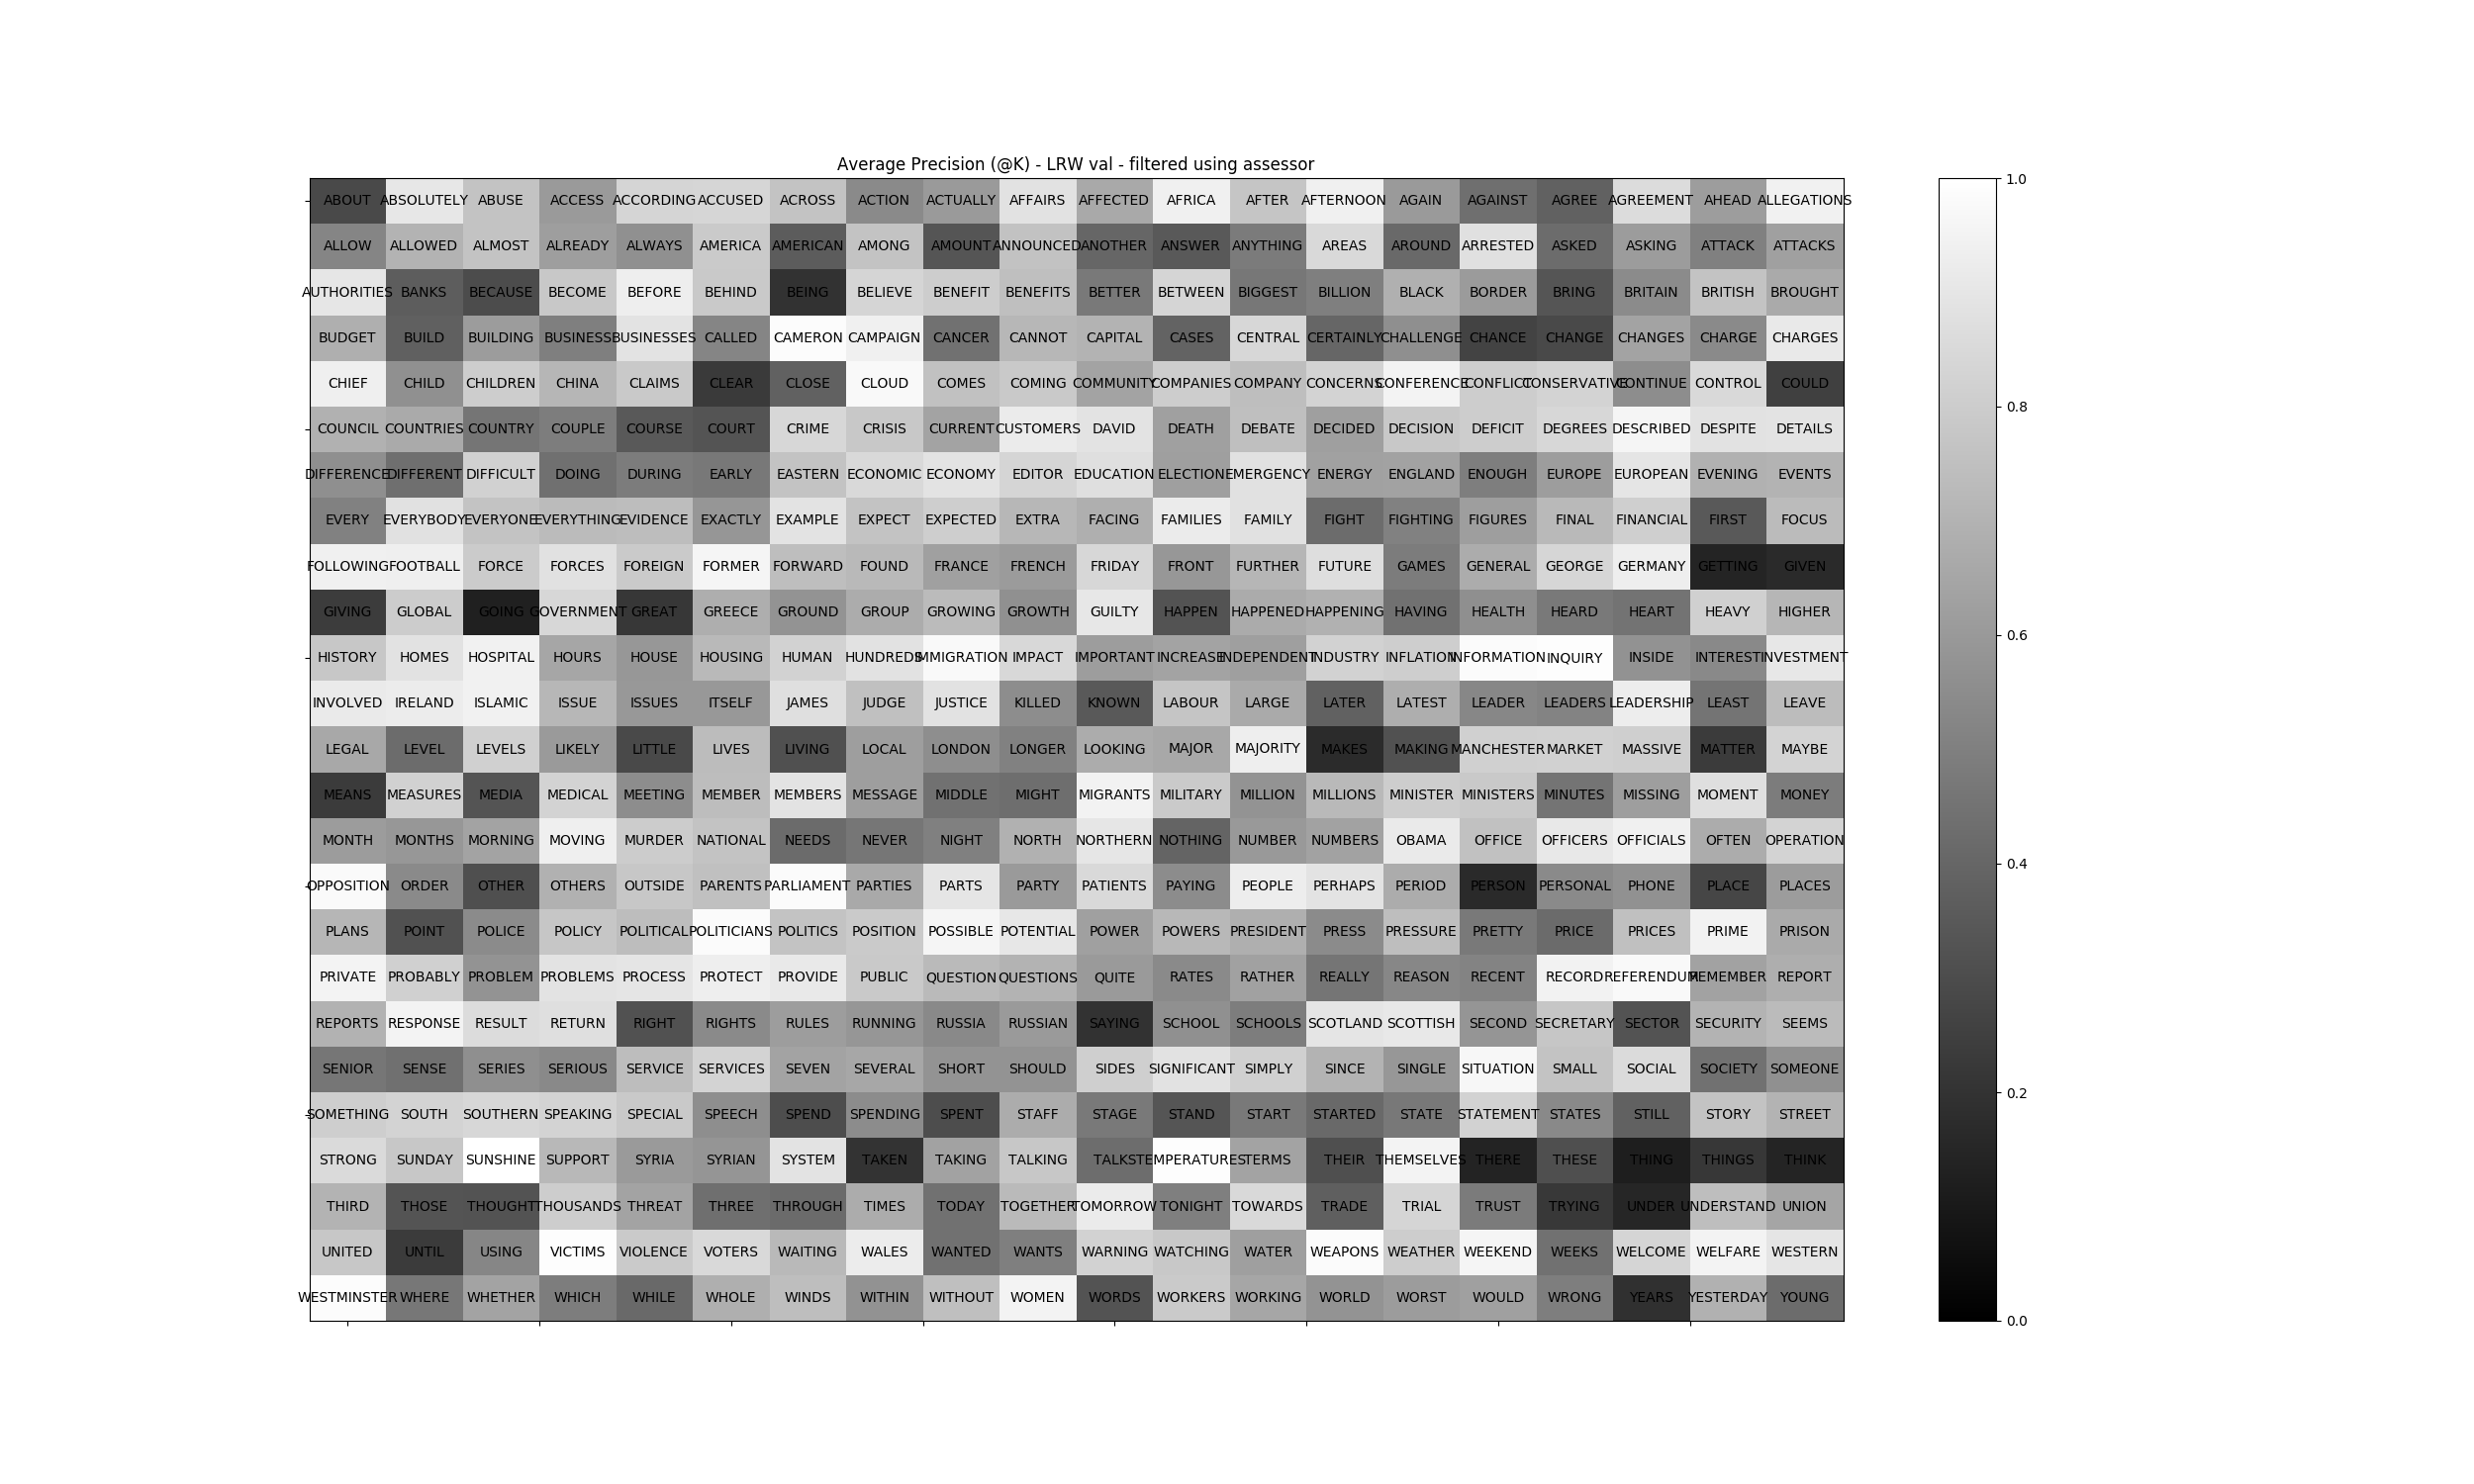 Average Precision (@K) - LRW val - filtered using assessor
ABOUT ABSOLUTELY ABUSE ACCESS ACCORDING ACCUSED ACROSS ACTION ACTUALLY AFFAIRS AFFECTED AFRICA AFTER AFTERNOON AGAIN AGAINST AGREE AGREEMENT AHEAD ALLEGATIONS 1.0
ALLOW ALLOWED ALMOST ALREADY ALWAYS AMERICA AMERICAN AMONG AMOUNT ANNOUNCED ANOTHER ANSWER ANYTHING AREAS AROUND ARRESTED ASKED ASKING ATTACK ATTACKS
AUTHORITIES BANKS BECAUSE BECOME BEFORE BEHIND BEING BELIEVE BENEFIT BENEFITS BETTER BETWEEN BIGGEST BILLION BLACK BORDER BRING BRITAIN BRITISH BROUGHT
BUDGET BUILD BUILDING BUSINESS BUSINESSES CALLED CAMERON CAMPAIGN CANCER CANNOT CAPITAL CASES CENTRAL CERTAINLY CHALLENGE CHANCE CHANGE CHANGES CHARGE CHARGES
CHIEF CHILD CHILDREN CHINA CLAIMS CLEAR CLOSE CLOUD COMES COMING COMMUNITY COMPANIES COMPANY CONCERNS CONFERENCE CONFLICT CONSERVATIVE CONTINUE CONTROL COULD
0.8
COUNCIL COUNTRIES COUNTRY COUPLE COURSE COURT CRIME CRISIS CURRENT CUSTOMERS DAVID DEATH DEBATE DECIDED DECISION DEFICIT DEGREES DESCRIBED DESPITE DETAILS
DIFFERENCE DIFFERENT DIFFICULT DOING DURING EARLY EASTERN ECONOMIC ECONOMY EDITOR EDUCATION ELECTION EMERGENCY ENERGY ENGLAND ENOUGH EUROPE EUROPEAN EVENING EVENTS
EVERY EVERYBODY EVERYONE EVERYTHING EVIDENCE EXACTLY EXAMPLE EXPECT EXPECTED EXTRA FACING FAMILIES FAMILY FIGHT FIGHTING FIGURES FINAL FINANCIAL FIRST FOCUS
FOLLOWING FOOTBALL FORCE FORCES FOREIGN FORMER FORWARD FOUND FRANCE FRENCH FRIDAY FRONT FURTHER FUTURE GAMES GENERAL GEORGE GERMANY GETTING GIVEN
GIVING GLOBAL GOING GOVERNMENT GREAT GREECE GROUND GROUP GROWING GROWTH GUILTY HAPPEN HAPPENED HAPPENING HAVING HEALTH HEARD HEART HEAVY HIGHER
0.6
HISTORY HOMES HOSPITAL HOURS HOUSE HOUSING HUMAN HUNDREDS IMMIGRATION IMPACT IMPORTANT INCREASE INDEPENDENT INDUSTRY INFLATION INFORMATION INQUIRY INSIDE INTEREST INVESTMENT
INVOLVED IRELAND ISLAMIC ISSUE ISSUES ITSELF JAMES JUDGE JUSTICE KILLED KNOWN LABOUR LARGE LATER LATEST LEADER LEADERS LEADERSHIP LEAST LEAVE
LEGAL LEVEL LEVELS LIKELY LITTLE LIVES LIVING LOCAL LONDON LONGER LOOKING MAJOR MAJORITY MAKES MAKING MANCHESTER MARKET MASSIVE MATTER MAYBE
MEANS MEASURES MEDIA MEDICAL MEETING MEMBER MEMBERS MESSAGE MIDDLE MIGHT MIGRANTS MILITARY MILLION MILLIONS MINISTER MINISTERS MINUTES MISSING MOMENT MONEY
MONTH MONTHS MORNING MOVING MURDER NATIONAL NEEDS NEVER NIGHT NORTH NORTHERN NOTHING NUMBER NUMBERS OBAMA OFFICE OFFICERS OFFICIALS OFTEN OPERATION
0.4
OPPOSITION ORDER OTHER OTHERS OUTSIDE PARENTS PARLIAMENT PARTIES PARTS PARTY PATIENTS PAYING PEOPLE PERHAPS PERIOD PERSON PERSONAL PHONE PLACE PLACES
PLANS POINT POLICE POLICY POLITICAL POLITICIANS POLITICS POSITION POSSIBLE POTENTIAL POWER POWERS PRESIDENT PRESS PRESSURE PRETTY PRICE PRICES PRIME PRISON
PRIVATE PROBABLY PROBLEM PROBLEMS PROCESS PROTECT PROVIDE PUBLIC QUESTION QUESTIONS QUITE RATES RATHER REALLY REASON RECENT RECORD REFERENDUM REMEMBER REPORT
REPORTS RESPONSE RESULT RETURN RIGHT RIGHTS RULES RUNNING RUSSIA RUSSIAN SAYING SCHOOL SCHOOLS SCOTLAND SCOTTISH SECOND SECRETARY SECTOR SECURITY SEEMS
SENIOR SENSE SERIES SERIOUS SERVICE SERVICES SEVEN SEVERAL SHORT SHOULD SIDES SIGNIFICANT SIMPLY SINCE SINGLE SITUATION SMALL SOCIAL SOCIETY SOMEONE
0.2
SOMETHING SOUTH SOUTHERN SPEAKING SPECIAL SPEECH SPEND SPENDING SPENT STAFF STAGE STAND START STARTED STATE STATEMENT STATES STILL STORY STREET
STRONG SUNDAY SUNSHINE SUPPORT SYRIA SYRIAN SYSTEM TAKEN TAKING TALKING TALKS TEMPERATURES TERMS THEIR THEMSELVES THERE THESE THING THINGS THINK
THIRD THOSE THOUGHT THOUSANDS THREAT THREE THROUGH TIMES TODAY TOGETHER TOMORROW TONIGHT TOWARDS TRADE TRIAL TRUST TRYING UNDER UNDERSTAND UNION
UNITED UNTIL USING VICTIMS VIOLENCE VOTERS WAITING WALES WANTED WANTS WARNING WATCHING WATER WEAPONS WEATHER WEEKEND WEEKS WELCOME WELFARE WESTERN
WESTMINSTER WHERE WHETHER WHICH WHILE WHOLE WINDS WITHIN WITHOUT WOMEN WORDS WORKERS WORKING WORLD WORST WOULD WRONG YEARS YESTERDAY YOUNG
0.0